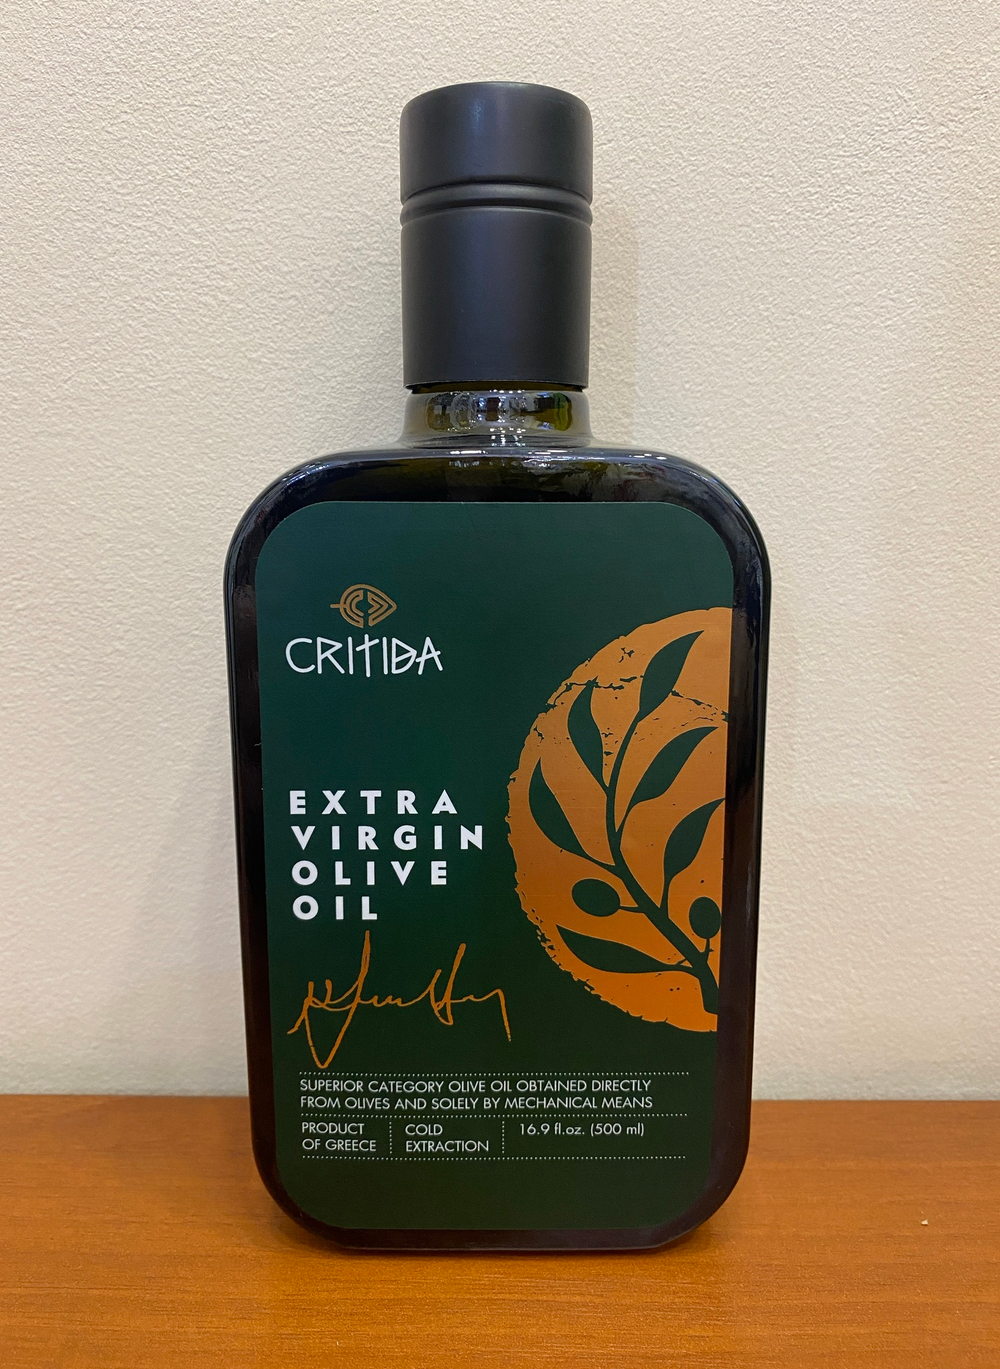 CRITIDA
EXTRA
VIRGIN
OLIVE
OIL
SUPERIOR CATEGORY OLIVE OIL OBTAINED DIRECTLY
FROM OLIVES AND SOLELY BY MECHANICAL MEANS
PRODUCT
OF GREECE
COLD
EXTRACTION
16.9 fl.oz. (500 ml)